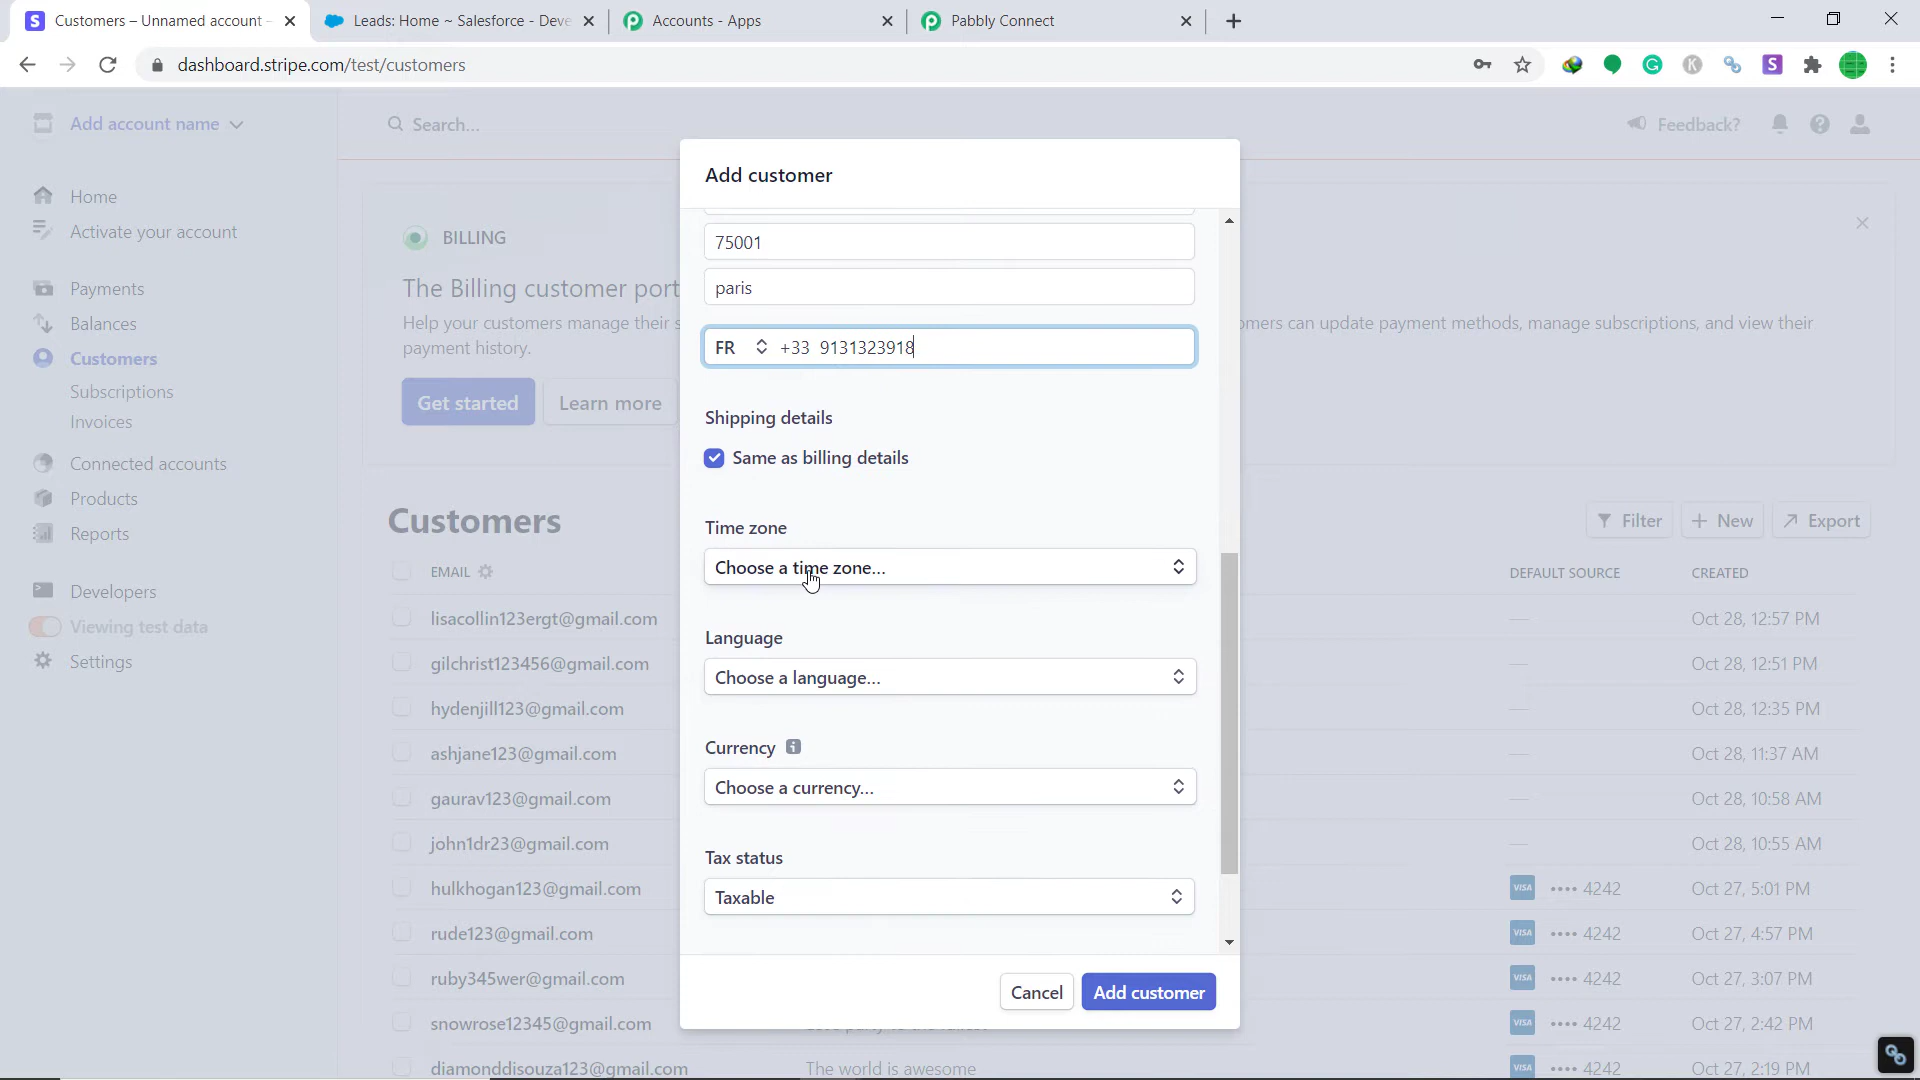 Customers – Unnamed account –
Leads: Home ~ Salesforce - Deve
Accounts - Apps
Pabbly Connect
dashboard.stripe.com/test/customers
Add account name
Search...
Feedback?
Home
Activate your account
Payments
Balances
Customers
Subscriptions
Invoices
Connected accounts
Products
Reports
Developers
Viewing test data
Settings
BILLING
The Billing customer port
Help your customers manage their s
omers can update payment methods, manage subscriptions, and view their
payment history.
Get started
Learn more
Customers
Filter
New
Export
EMAIL
DEFAULT SOURCE
CREATED
lisacollin123ergt@gmail.com — Oct 28, 12:57 PM
gilchrist123456@gmail.com — Oct 28, 12:51 PM
hydenjill123@gmail.com — Oct 28, 12:35 PM
ashjane123@gmail.com — Oct 28, 11:37 AM
gaurav123@gmail.com — Oct 28, 10:58 AM
john1dr23@gmail.com — Oct 28, 10:55 AM
hulkhogan123@gmail.com VISA •••• 4242 Oct 27, 5:01 PM
rude123@gmail.com VISA •••• 4242 Oct 27, 4:57 PM
ruby345wer@gmail.com VISA •••• 4242 Oct 27, 3:07 PM
snowrose12345@gmail.com VISA •••• 4242 Oct 27, 2:42 PM
diamonddisouza123@gmail.com The world is awesome VISA •••• 4242 Oct 27, 2:19 PM
Add customer
75001
paris
FR +33 9131323918
Shipping details
Same as billing details
Time zone
Choose a time zone...
Language
Choose a language...
Currency
Choose a currency...
Tax status
Taxable
Cancel
Add customer